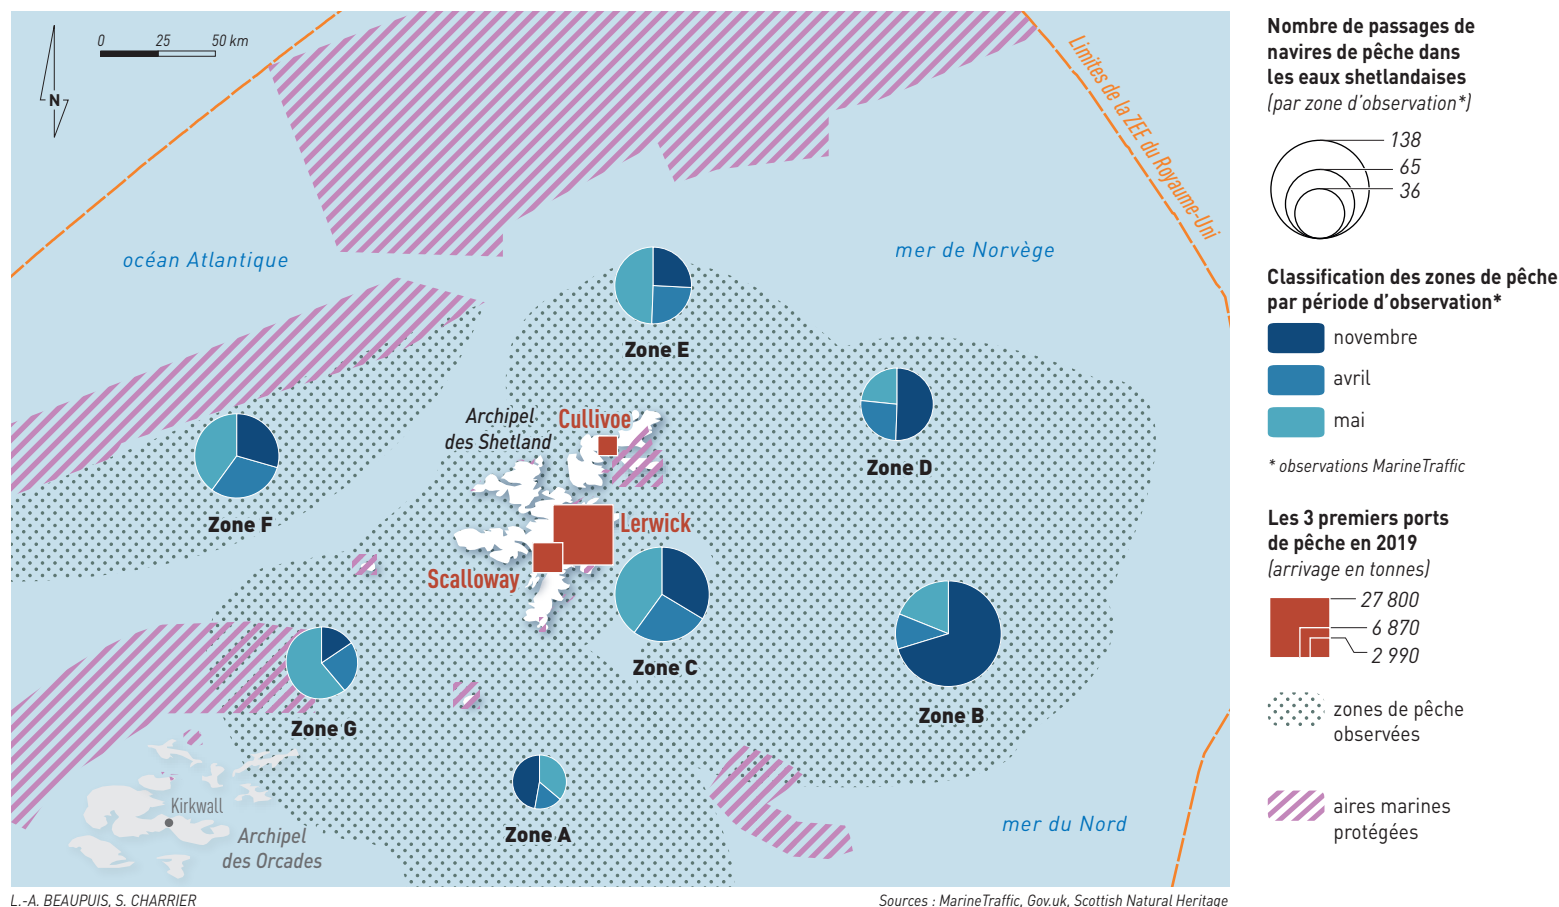 0 25 50 km
N
Limites de la ZEE du Royaume-Uni
océan Atlantique
mer de Norvège
Zone E
Archipel
des Shetland
Cullivoe
Zone D
Zone F
Lerwick
Scalloway
Zone C
Zone B
Zone G
Kirkwall
Archipel
des Orcades
Zone A
mer du Nord
Nombre de passages de
navires de pêche dans
les eaux shetlandaises
(par zone d'observation*)
138
65
36
Classification des zones de pêche
par période d'observation*
novembre
avril
mai
* observations MarineTraffic
Les 3 premiers ports
de pêche en 2019
(arrivage en tonnes)
27 800
6 870
2 990
zones de pêche
observées
aires marines
protégées
L.-A. BEAUPUIS, S. CHARRIER
Sources : MarineTraffic, Gov.uk, Scottish Natural Heritage